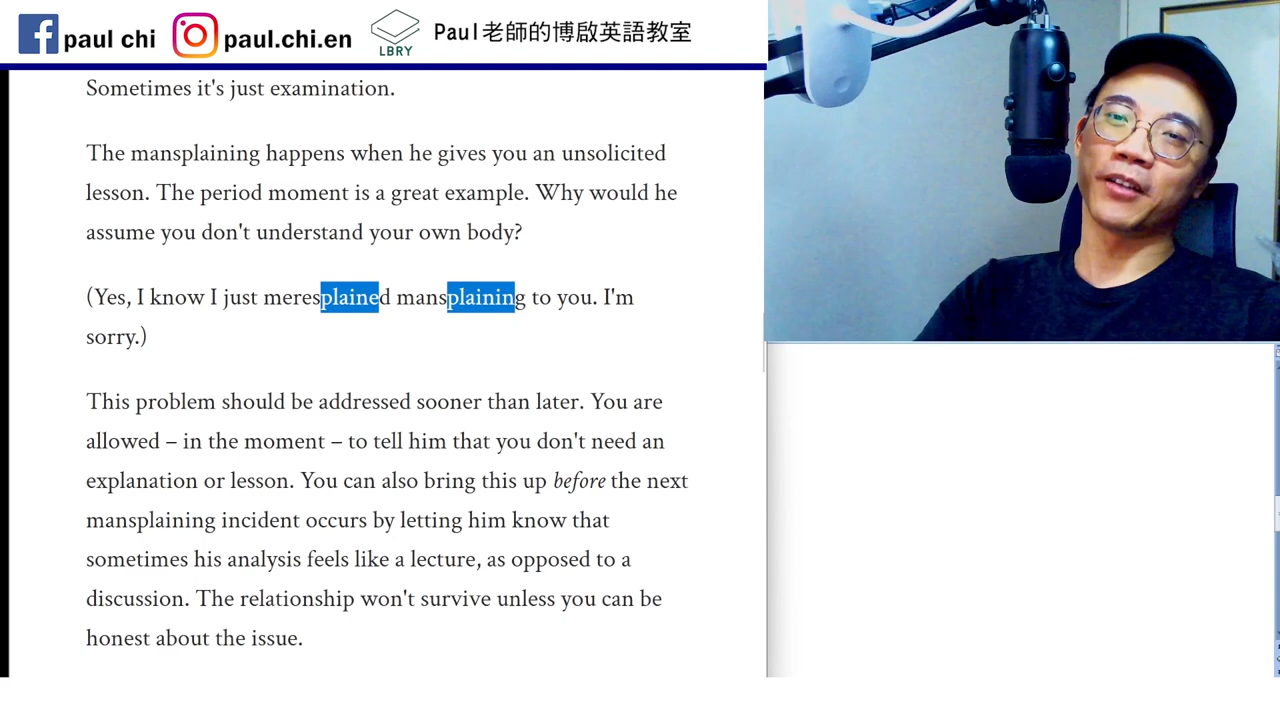 paul chi
paul.chi.en
LBRY
Paul老師的博啟英語教室
Sometimes it's just examination.
The mansplaining happens when he gives you an unsolicited
lesson. The period moment is a great example. Why would he
assume you don't understand your own body?
(Yes, I know I just meresplained mansplaining to you. I'm
sorry.)
This problem should be addressed sooner than later. You are
allowed – in the moment – to tell him that you don't need an
explanation or lesson. You can also bring this up before the next
mansplaining incident occurs by letting him know that
sometimes his analysis feels like a lecture, as opposed to a
discussion. The relationship won't survive unless you can be
honest about the issue.